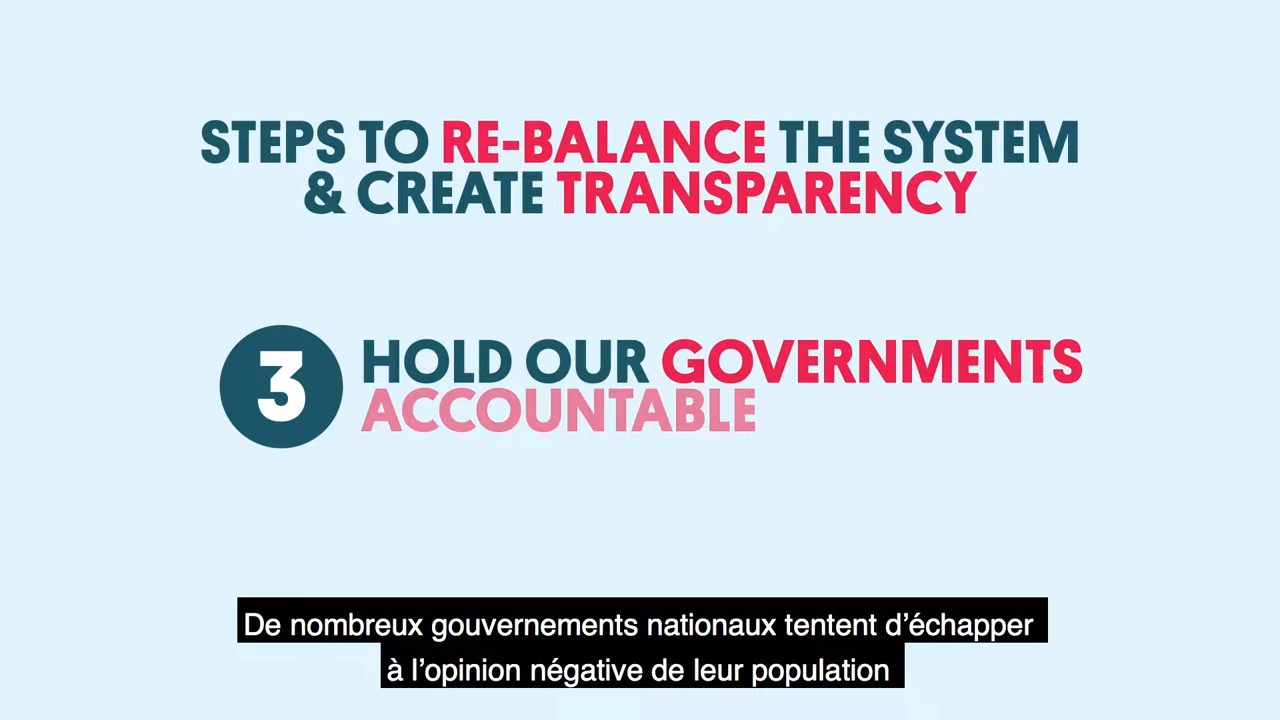 STEPS TO RE-BALANCE THE SYSTEM
& CREATE TRANSPARENCY
3
HOLD OUR GOVERNMENTS
ACCOUNTABLE
De nombreux gouvernements nationaux tentent d’échapper
à l’opinion négative de leur population